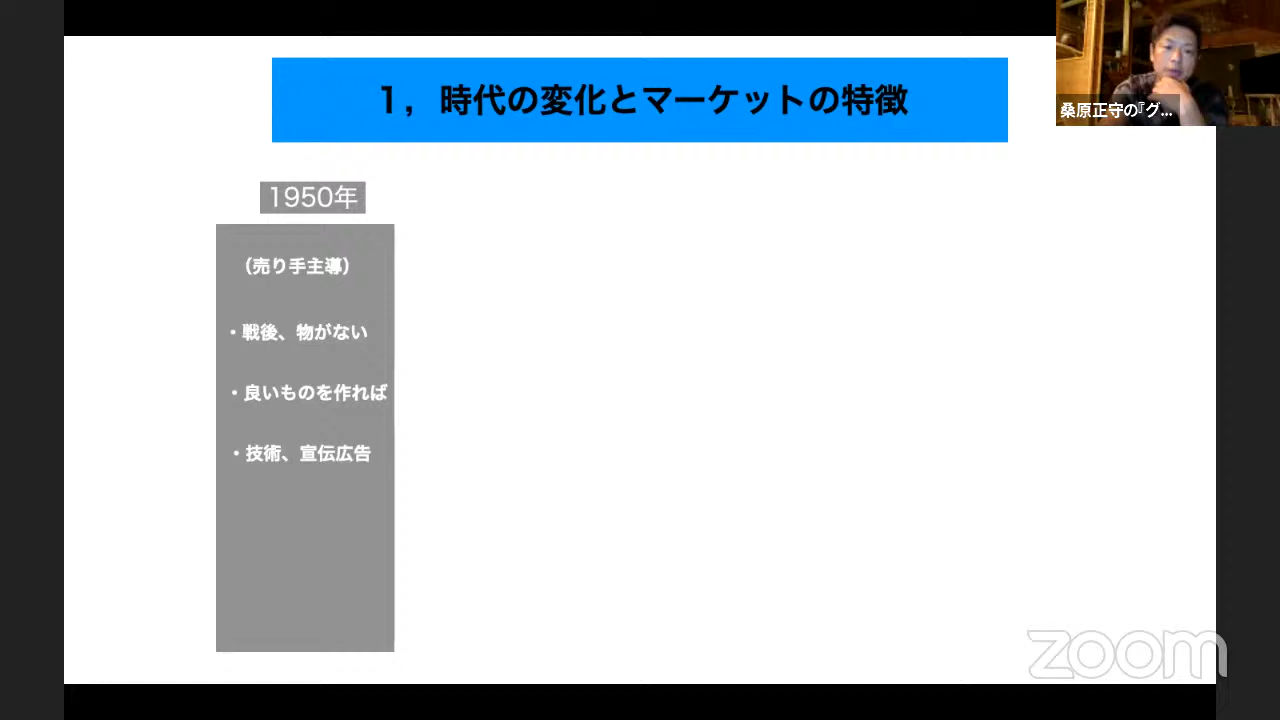 1，時代の変化とマーケットの特徴
桑原正守の『グ...
1950年
（売り手主導）
・戦後、物がない
・良いものを作れば
・技術、宣伝広告
zoom